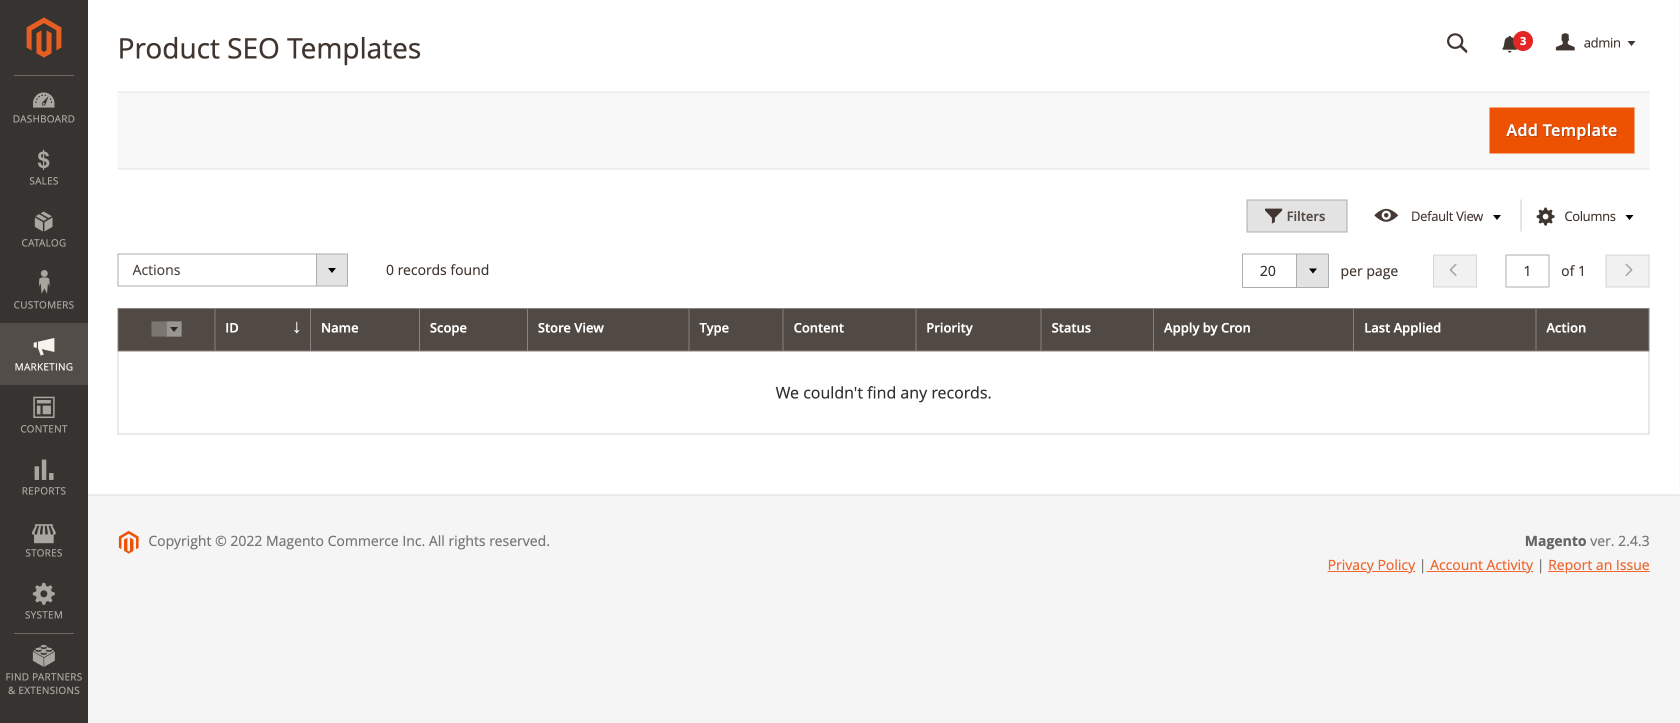 Product SEO Templates
3
admin
DASHBOARD
SALES
CATALOG
CUSTOMERS
MARKETING
CONTENT
REPORTS
STORES
SYSTEM
FIND PARTNERS
& EXTENSIONS
Add Template
Filters
Default View
Columns
Actions
0 records found
20
per page
1
of 1
ID ↓ Name Scope Store View Type Content Priority Status Apply by Cron Last Applied Action
We couldn't find any records.
Copyright © 2022 Magento Commerce Inc. All rights reserved.
Magento ver. 2.4.3
Privacy Policy | Account Activity | Report an Issue